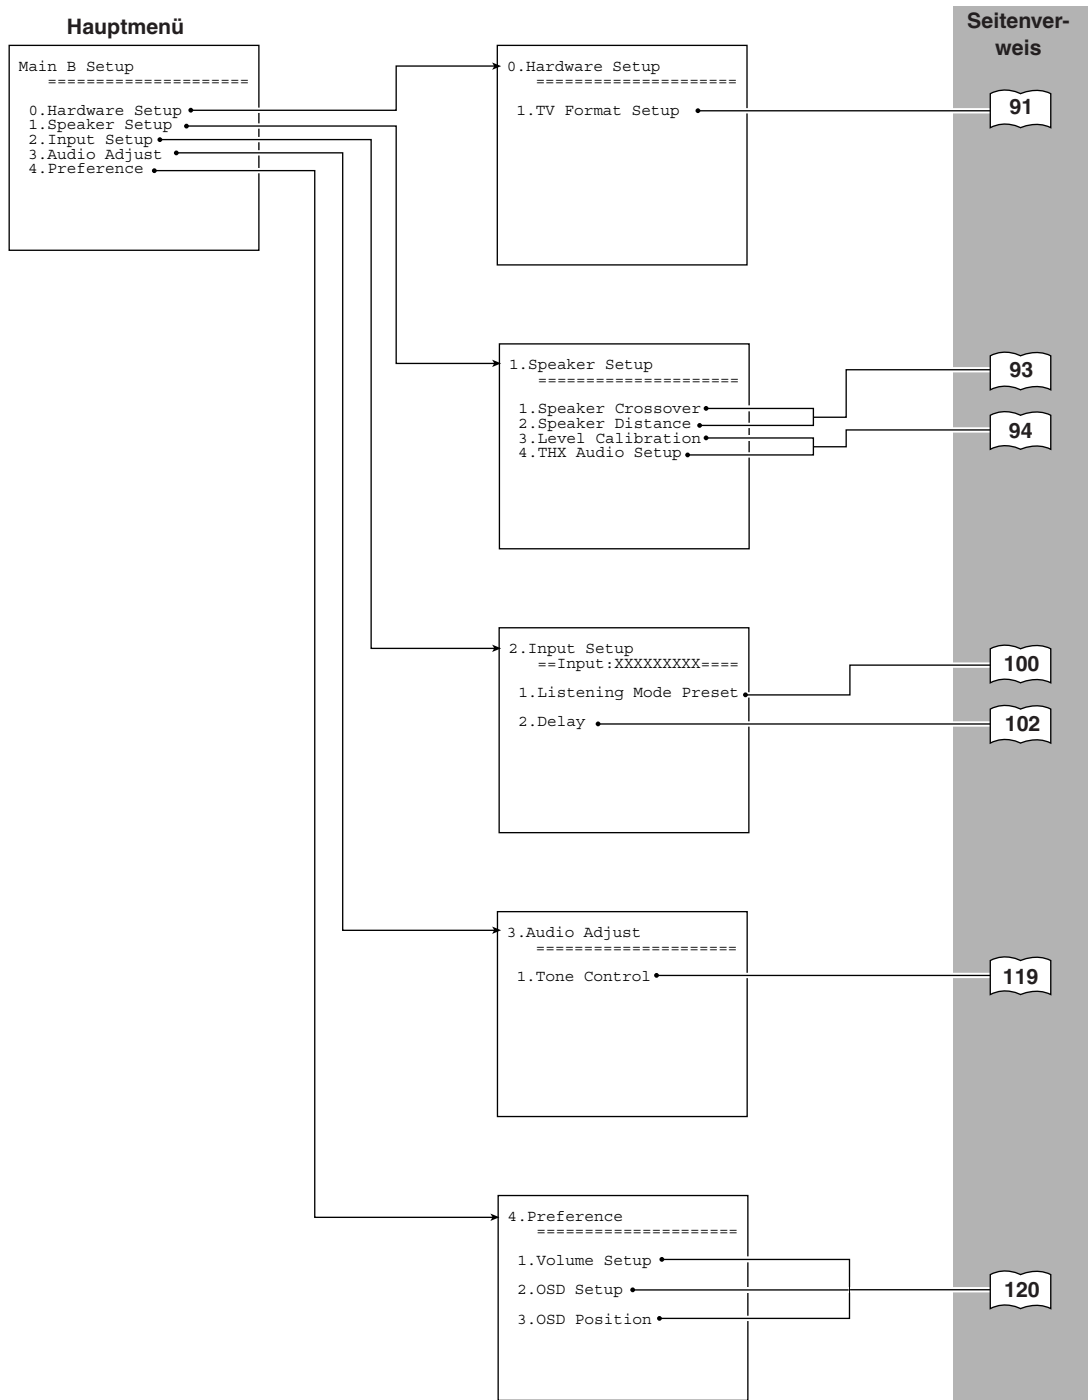 Hauptmenü
Main B Setup
=====================
0.Hardware Setup
1.Speaker Setup
2.Input Setup
3.Audio Adjust
4.Preference
0.Hardware Setup
=====================
1.TV Format Setup
1.Speaker Setup
=====================
1.Speaker Crossover
2.Speaker Distance
3.Level Calibration
4.THX Audio Setup
2.Input Setup
==Input:XXXXXXXXX====
1.Listening Mode Preset
2.Delay
3.Audio Adjust
=====================
1.Tone Control
4.Preference
=====================
1.Volume Setup
2.OSD Setup
3.OSD Position
Seitenver-
weis
91
93
94
100
102
119
120